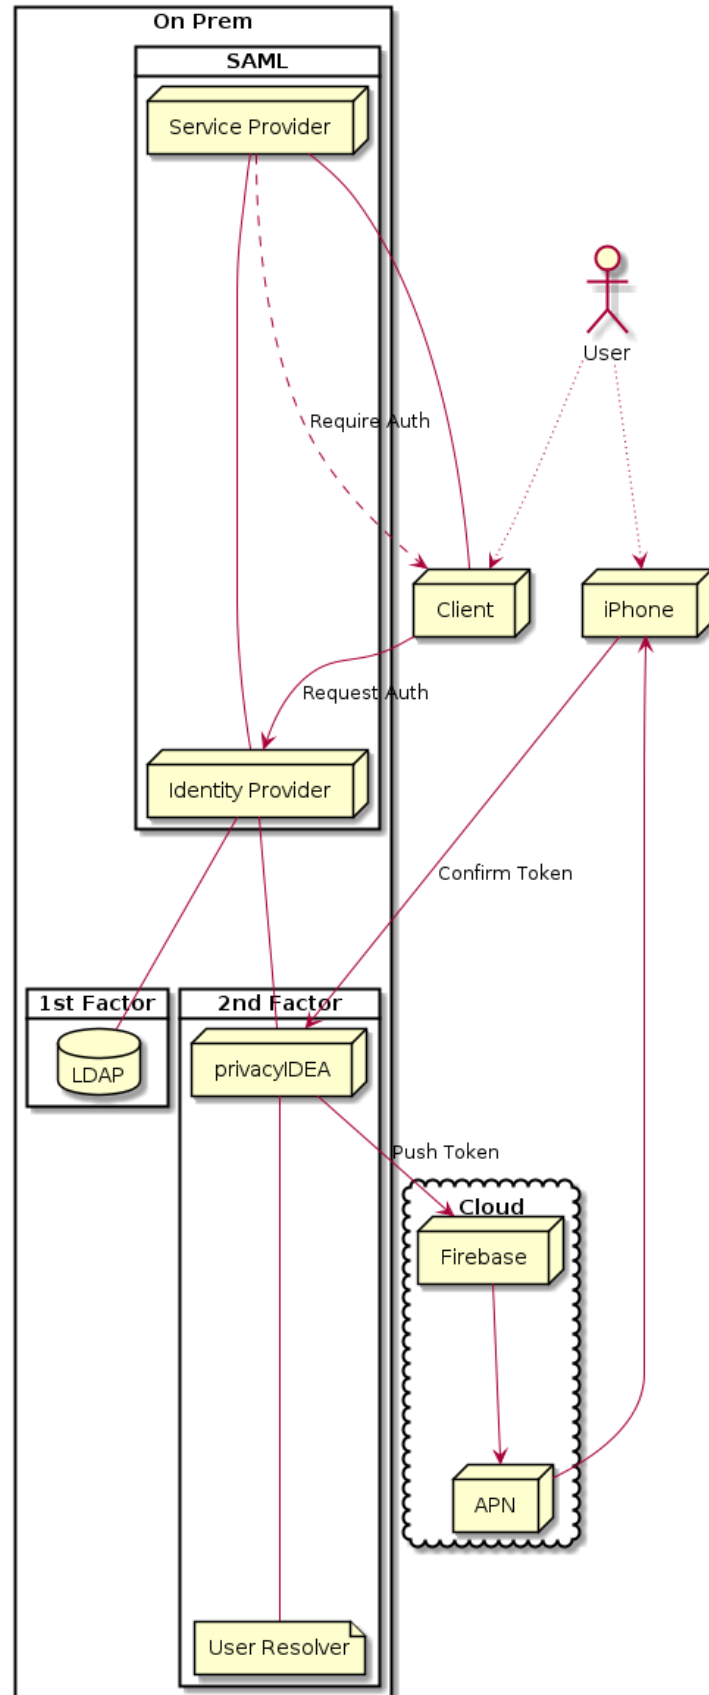 On Prem
SAML
Service Provider
User
Require Auth
Client
iPhone
Request Auth
Identity Provider
Confirm Token
1st Factor
2nd Factor
LDAP
privacyIDEA
Push Token
Cloud
Firebase
APN
User Resolver